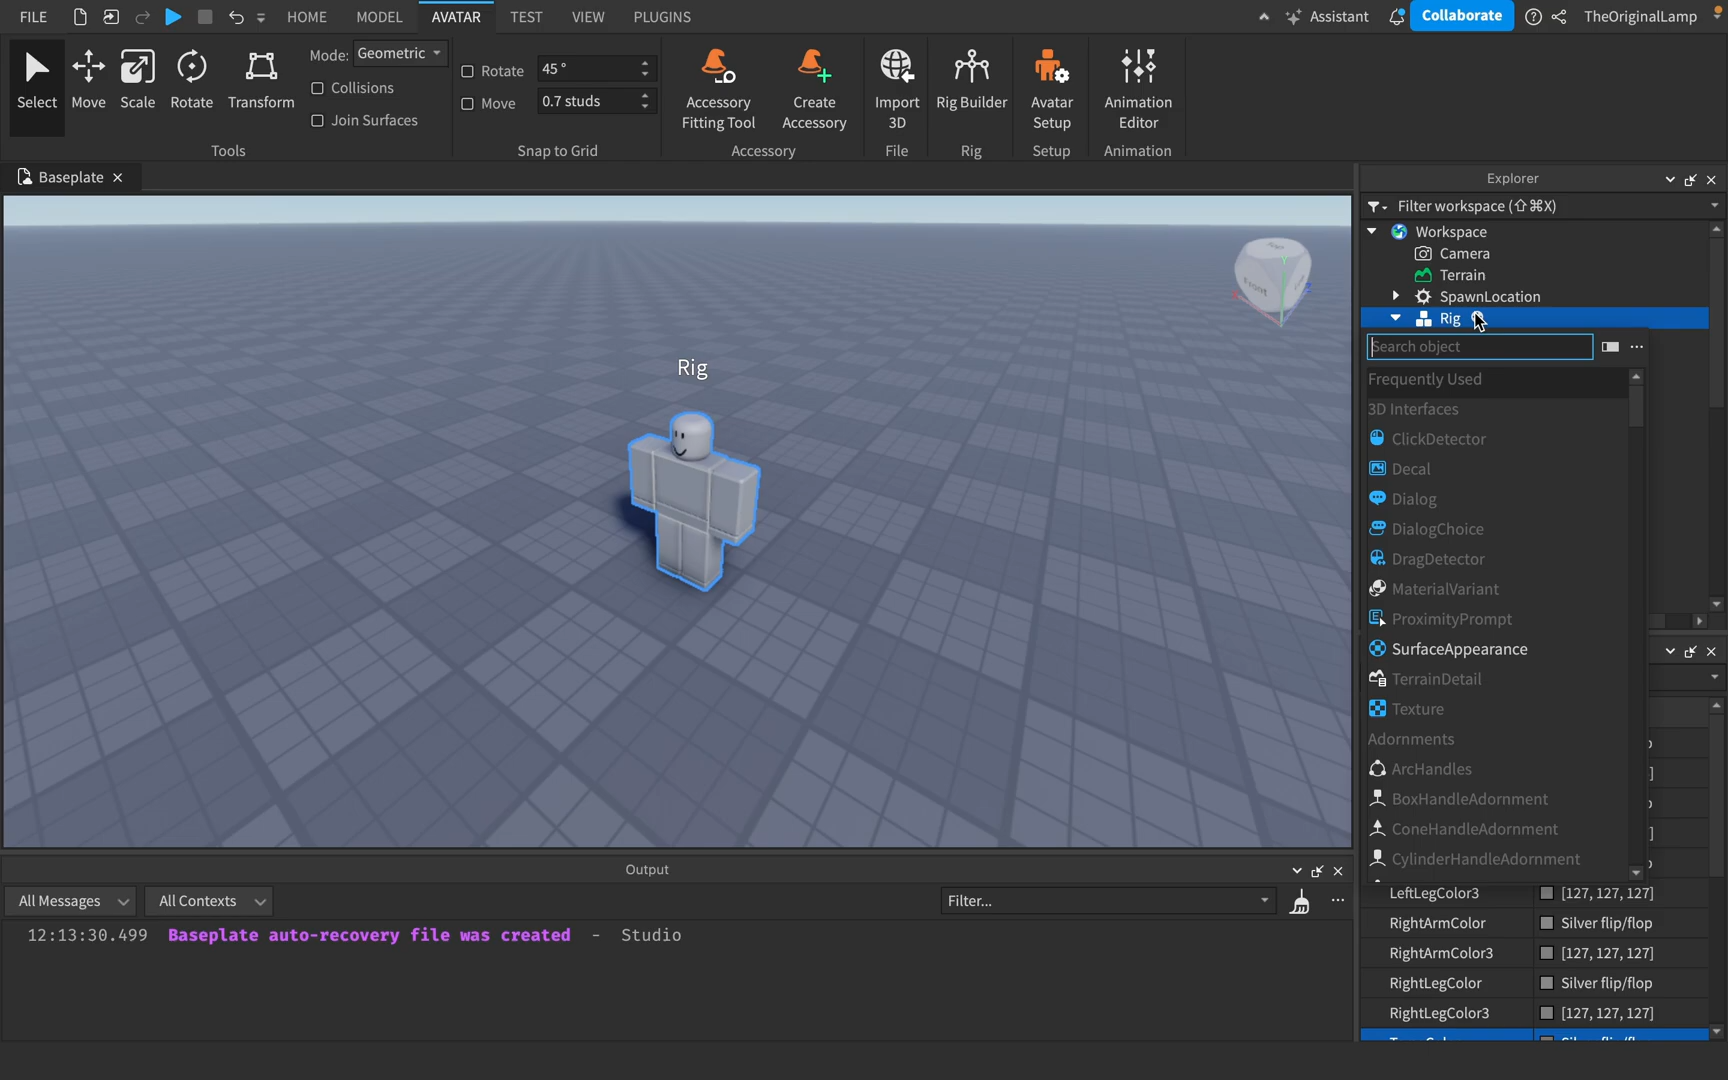 FILE
HOME
MODEL
AVATAR
TEST
VIEW
PLUGINS
Assistant
Collaborate
TheOriginalLamp
Select
Move
Scale
Rotate
Transform
Mode: Geometric
Collisions
Join Surfaces
Tools
Rotate 45 °
Move 0.7 studs
Snap to Grid
Accessory
Fitting Tool
Create
Accessory
Accessory
Import
3D
File
Rig Builder
Rig
Avatar
Setup
Setup
Animation
Editor
Animation
Baseplate
Rig
Front
Explorer
Filter workspace (⇧⌘X)
Workspace
Camera
Terrain
SpawnLocation
Rig
Search object
Frequently Used
3D Interfaces
ClickDetector
Decal
Dialog
DialogChoice
DragDetector
MaterialVariant
ProximityPrompt
SurfaceAppearance
TerrainDetail
Texture
Adornments
ArcHandles
BoxHandleAdornment
ConeHandleAdornment
CylinderHandleAdornment
LeftLegColor3 [127, 127, 127]
RightArmColor Silver flip/flop
RightArmColor3 [127, 127, 127]
RightLegColor Silver flip/flop
RightLegColor3 [127, 127, 127]
Output
All Messages
All Contexts
Filter...
12:13:30.499 Baseplate auto-recovery file was created - Studio